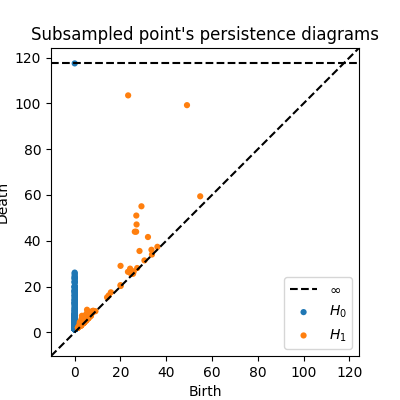 Subsampled point's persistence diagrams
120
100
80
60
40
20
0
Death
0 20 40 60 80 100 120
Birth
∞
H₀
H₁